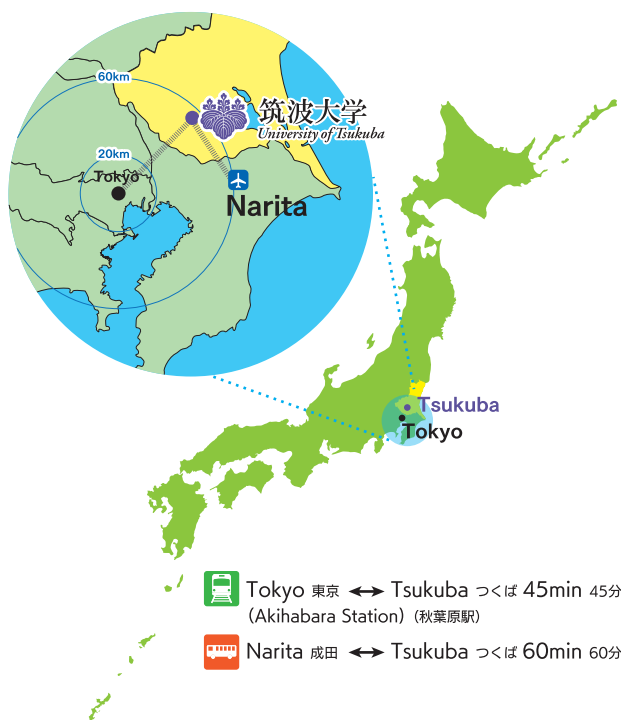 60km
筑波大学
University of Tsukuba
20km
Tokyo
Narita
Tsukuba
Tokyo
Tokyo 東京 ↔ Tsukuba つくば 45min 45分
(Akihabara Station)(秋葉原駅)
Narita 成田 ↔ Tsukuba つくば 60min 60分